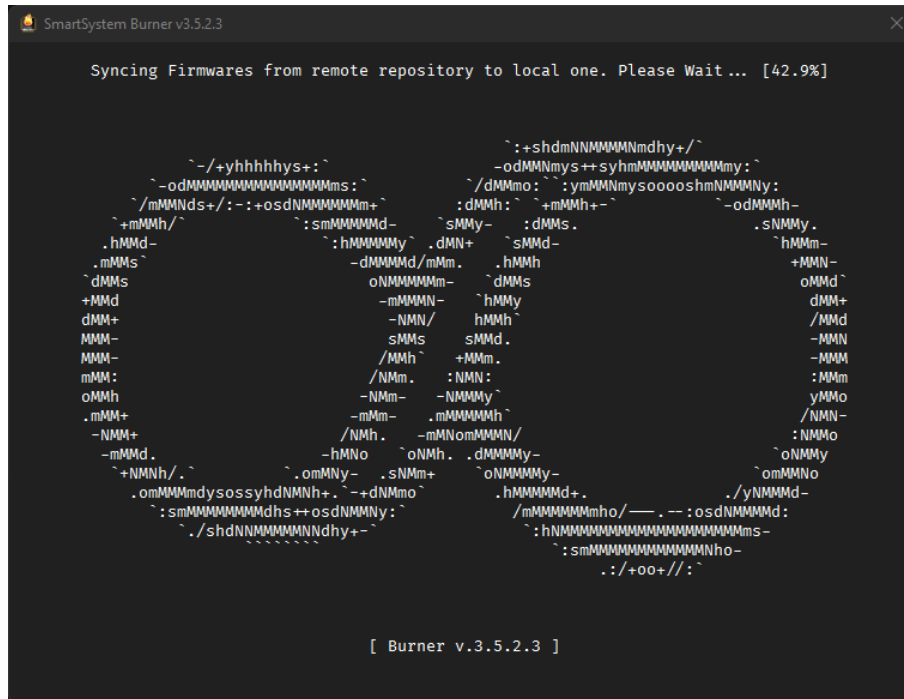 SmartSystem Burner v3.5.2.3
Syncing Firmwares from remote repository to local one. Please Wait... [42.9%]
[ Burner v.3.5.2.3 ]